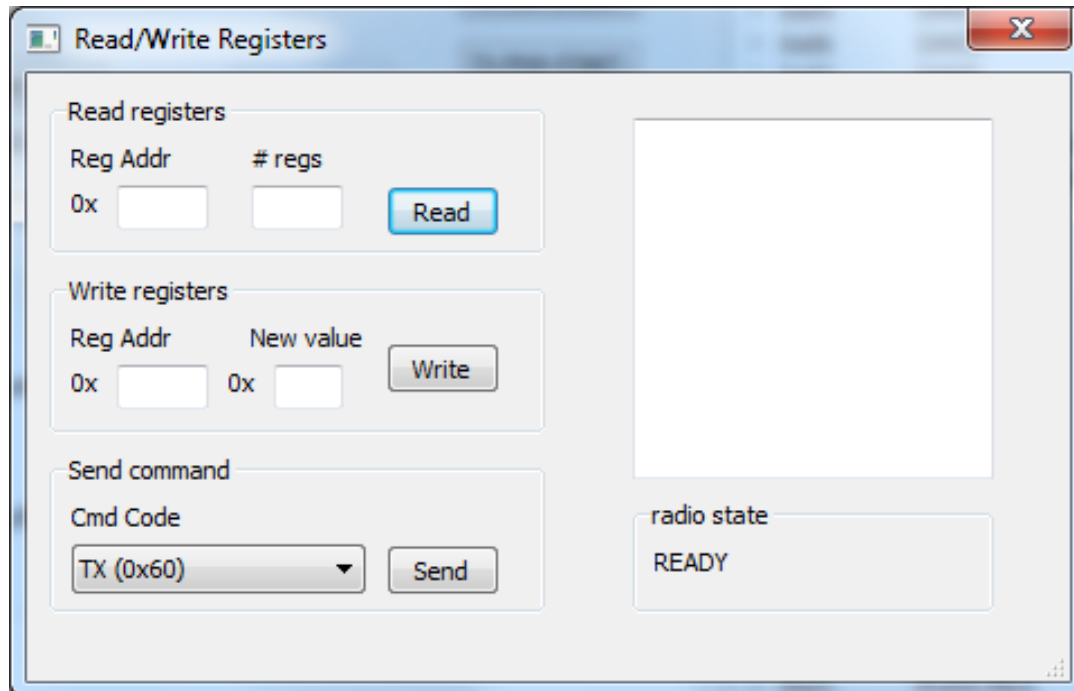 Read/Write Registers
Read registers
Reg Addr # regs
0x
Read
Write registers
Reg Addr New value
0x 0x
Write
Send command
Cmd Code
TX (0x60)
Send
radio state
READY